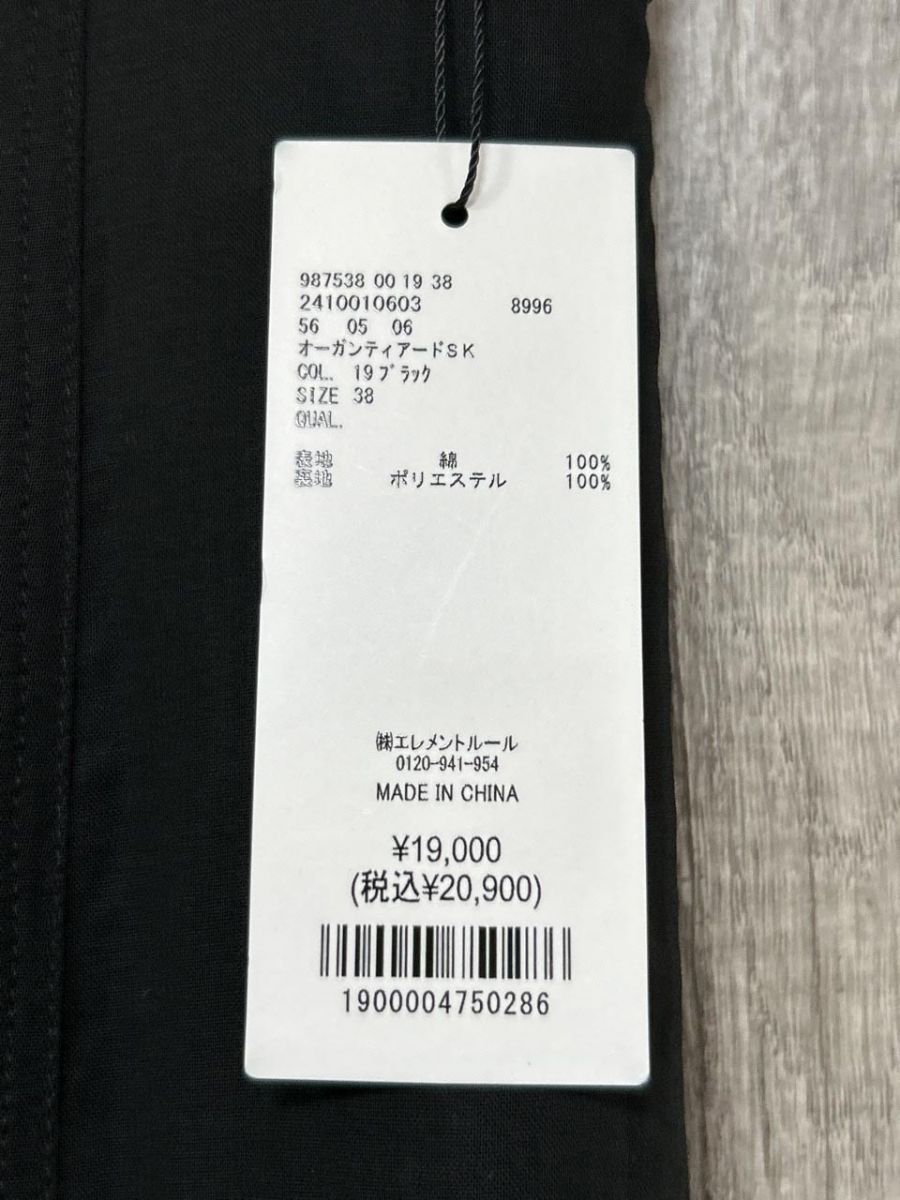 987538 00 19 38
2410010603 8996
56 05 06
オーガンティアードSK
COL. 19ブラック
SIZE 38
QUAL.
表地 綿 100%
裏地 ポリエステル 100%
㈱エレメントルール
0120-941-954
MADE IN CHINA
¥19,000
(税込¥20,900)
1900004750286